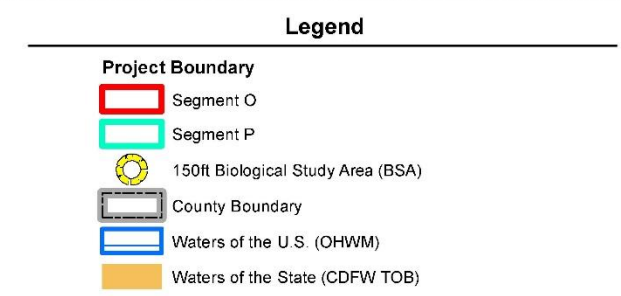 Legend
Project Boundary
Segment O
Segment P
150ft Biological Study Area (BSA)
County Boundary
Waters of the U.S. (OHWM)
Waters of the State (CDFW TOB)